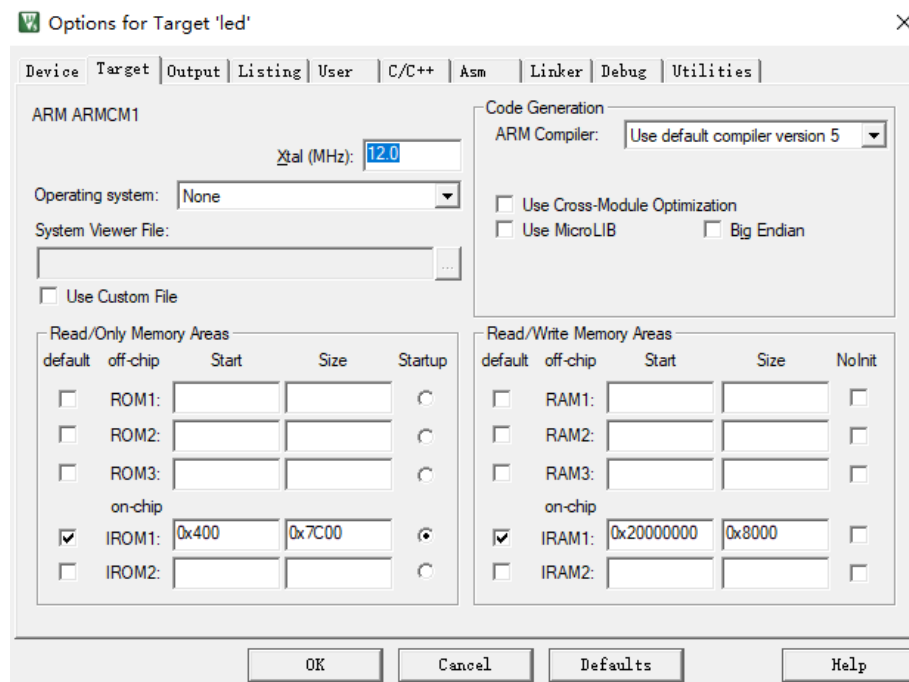 Options for Target 'led'
Device Target Output Listing User C/C++ Asm Linker Debug Utilities
ARM ARMCM1
Xtal (MHz): 12.0
Operating system: None
System Viewer File:
...
Use Custom File
Code Generation
ARM Compiler: Use default compiler version 5
Use Cross-Module Optimization
Use MicroLIB Big Endian
Read/Only Memory Areas
default off-chip Start Size Startup
ROM1:
ROM2:
ROM3:
on-chip
IROM1: 0x400 0x7C00
IROM2:
Read/Write Memory Areas
default off-chip Start Size NoInit
RAM1:
RAM2:
RAM3:
on-chip
IRAM1: 0x20000000 0x8000
IRAM2:
OK Cancel Defaults Help